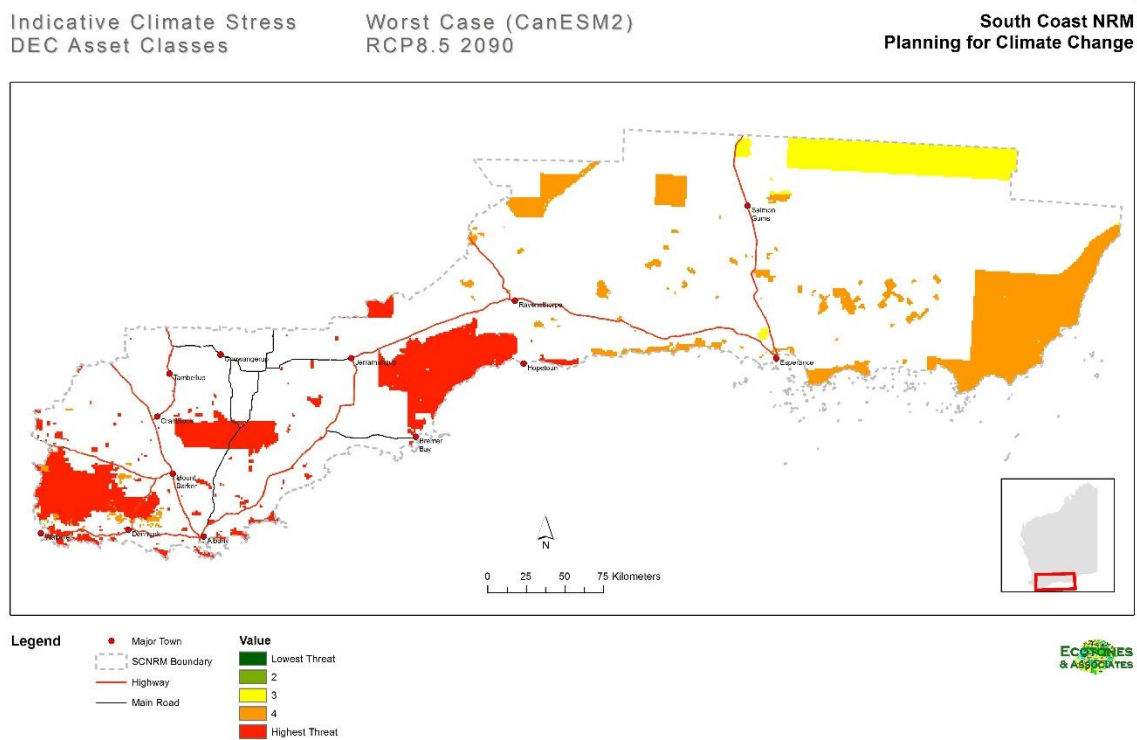 Indicative Climate Stress
DEC Asset Classes
Worst Case (CanESM2)
RCP8.5 2090
South Coast NRM
Planning for Climate Change
Salmon
Gums
Ravensthorpe
Gnowangerup
Jerramungup
Hopetoun
Esperance
Tambellup
Cranbrook
Bremer
Bay
Mount
Barker
Walpole
Denmark
Albany
N
0 25 50 75 Kilometers
Legend
Major Town
SCNRM Boundary
Highway
Main Road
Value
Lowest Threat
2
3
4
Highest Threat
ECOTONES
& ASSOCIATES